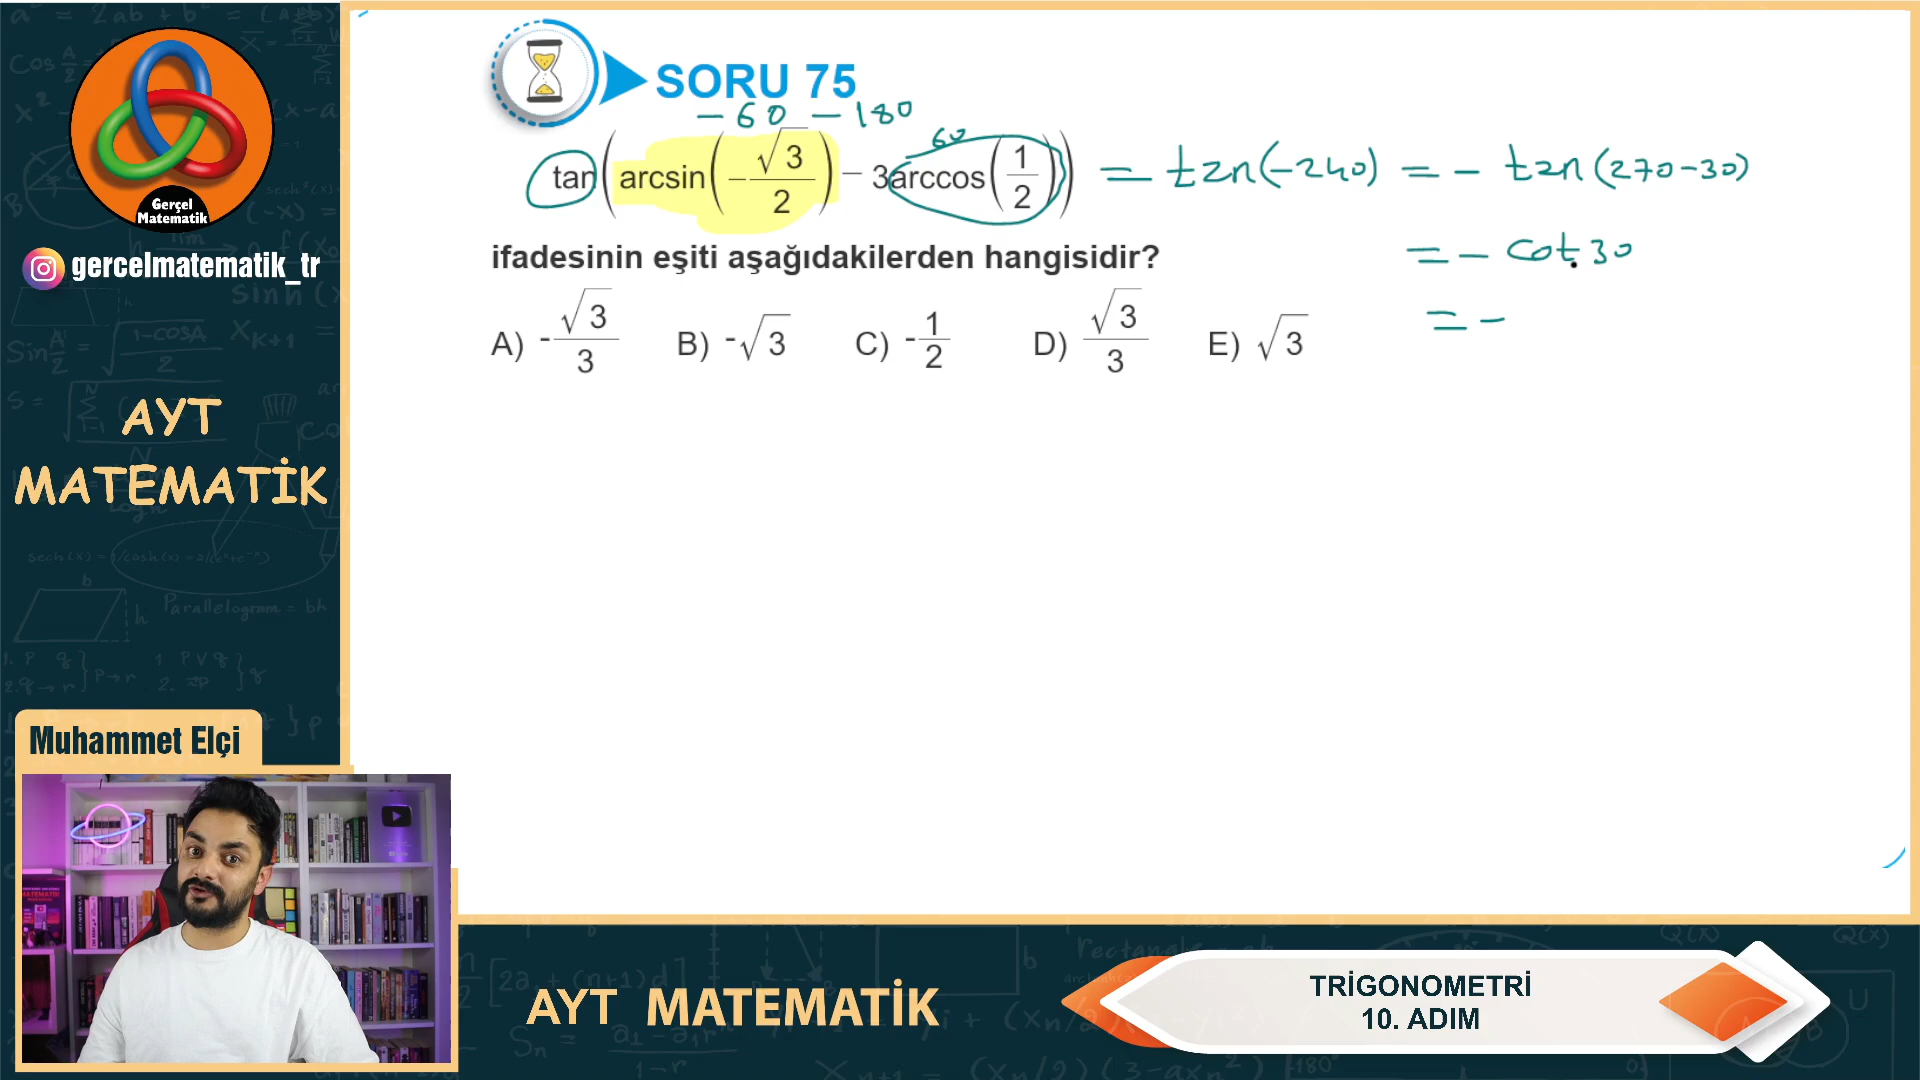 SORU 75
-60 -180
60
tan(arcsin(-√3/2) - 3arccos(1/2)) = tan(-240) = - tan(270-30)
ifadesinin eşiti aşağıdakilerden hangisidir?
= - cot 30
= -
A) -√3/3 B) -√3 C) -1/2 D) √3/3 E) √3
Gerçel
Matematik
gercelmatematik_tr
AYT
MATEMATİK
Muhammet Elçi
AYT MATEMATİK
TRİGONOMETRİ
10. ADIM